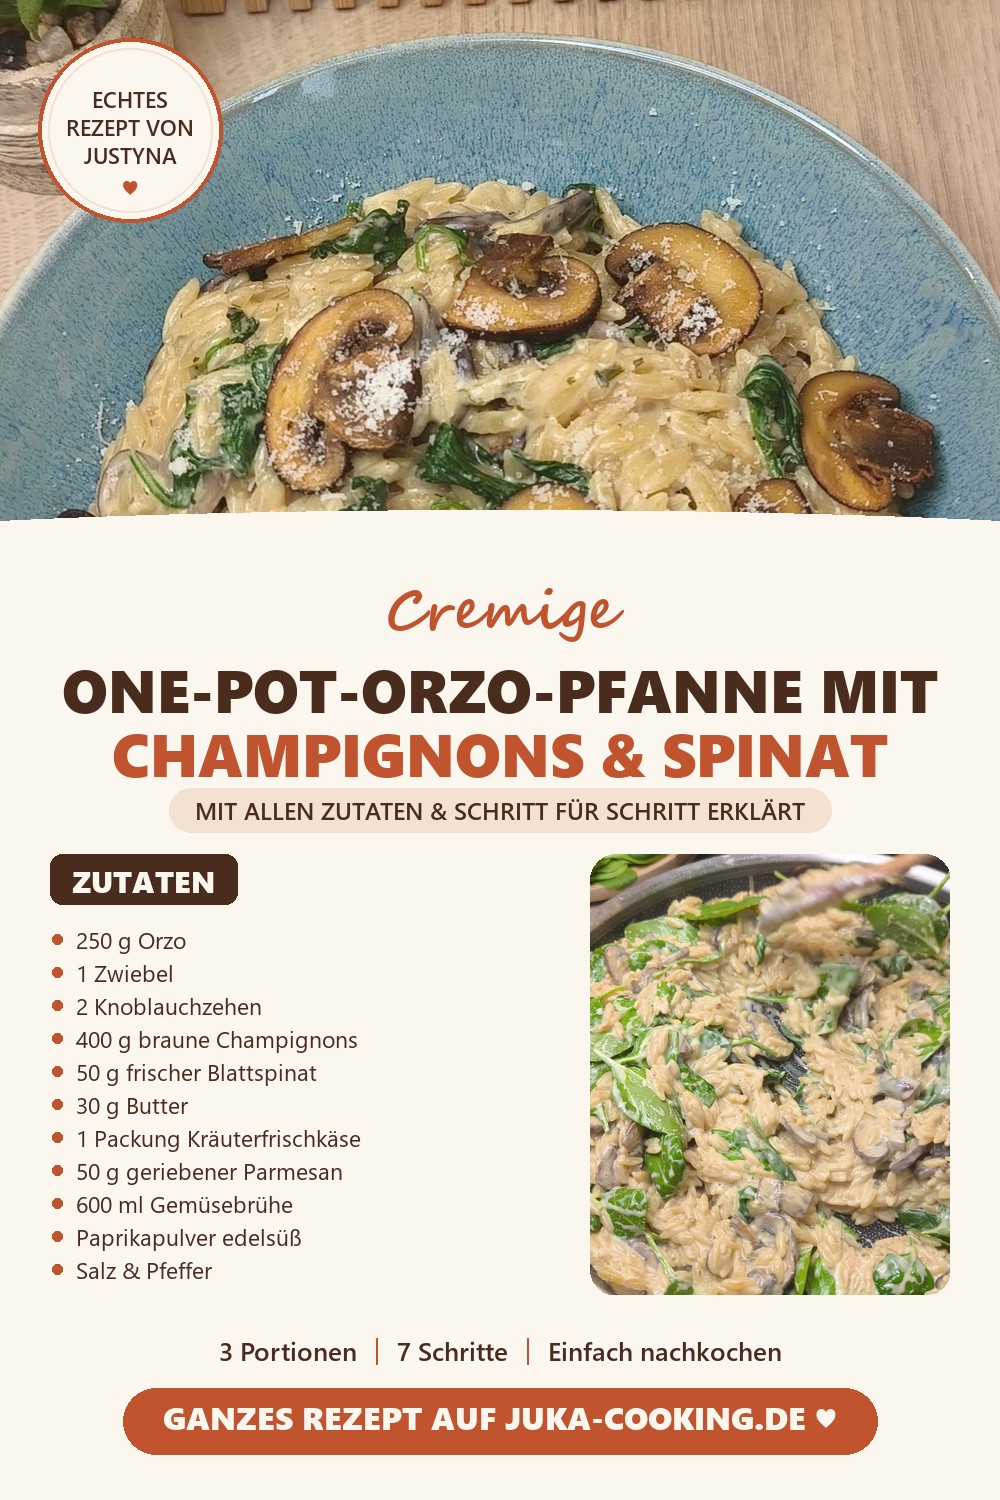 ECHTES
REZEPT VON
JUSTYNA
Cremige
ONE-POT-ORZO-PFANNE MIT
CHAMPIGNONS & SPINAT
MIT ALLEN ZUTATEN & SCHRITT FÜR SCHRITT ERKLÄRT
ZUTATEN
250 g Orzo
1 Zwiebel
2 Knoblauchzehen
400 g braune Champignons
50 g frischer Blattspinat
30 g Butter
1 Packung Kräuterfrischkäse
50 g geriebener Parmesan
600 ml Gemüsebrühe
Paprikapulver edelsüß
Salz & Pfeffer
3 Portionen | 7 Schritte | Einfach nachkochen
GANZES REZEPT AUF JUKA-COOKING.DE ♥